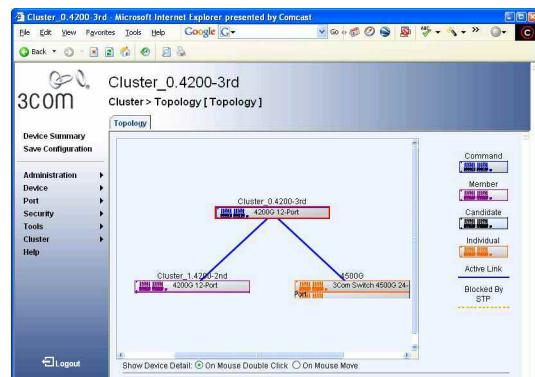 Cluster_0.4200-3rd - Microsoft Internet Explorer presented by Comcast
File Edit View Favorites Tools Help
Google G
Go
Back
3COM
Cluster_0.4200-3rd
Cluster > Topology [ Topology ]
Topology
Device Summary
Save Configuration
Administration
Device
Port
Security
Tools
Cluster
Help
Logout
Cluster_0.4200-3rd
4200G 12-Port
Cluster_1.4200-2nd
4200G 12-Port
4500G
3Com Switch 4500G 24-
Port
Command
Member
Candidate
Individual
Active Link
Blocked By
STP
Show Device Detail: On Mouse Double Click On Mouse Move